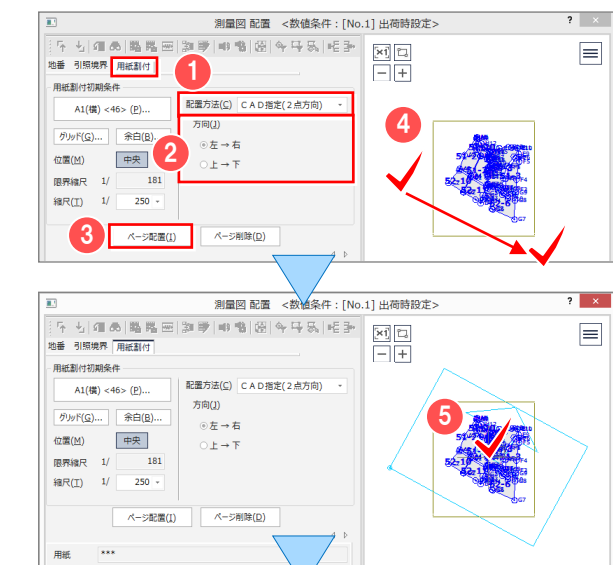 測量図 配置 <数値条件：[No.1] 出荷時設定> ? ×
地番 引照境界 用紙割付
1
用紙割付初期条件
A1(横) <46> (P)...
配置方法(C) CAD指定(2点方向)
グリッド(G)... 余白(B)...
方向(J)
2
左 → 右
位置(M) 中央
上 → 下
限界縮尺 1/ 181
縮尺(T) 1/ 250
3
ページ配置(I) ページ削除(D)
4
G7
測量図 配置 <数値条件：[No.1] 出荷時設定> ? ×
地番 引照境界 用紙割付
用紙割付初期条件
A1(横) <46> (P)...
配置方法(C) CAD指定(2点方向)
グリッド(G)... 余白(B)...
方向(J)
左 → 右
位置(M) 中央
上 → 下
限界縮尺 1/ 181
縮尺(T) 1/ 250
ページ配置(I) ページ削除(D)
用紙 ***
5
G7